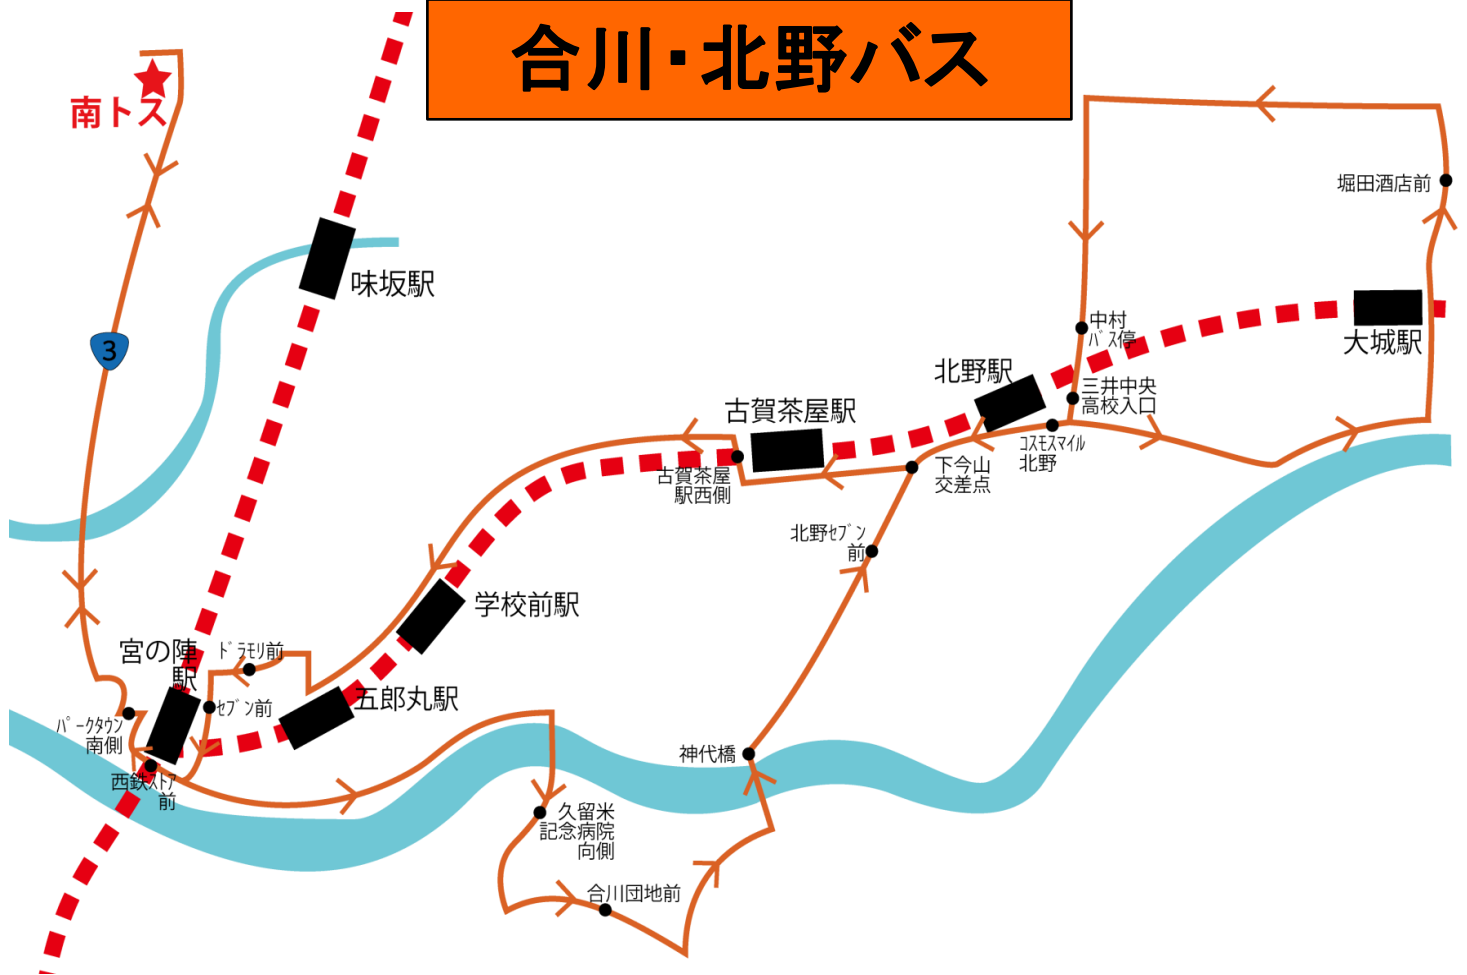 合川・北野バス
南トス
堀田酒店前
味坂駅
3
中村
バス停
大城駅
北野駅
三井中央
高校入口
古賀茶屋駅
コスモスマイル
北野
下今山
交差点
古賀茶屋
駅西側
北野セブン
前
学校前駅
宮の陣
駅
ドラモリ前
五郎丸駅
セブン前
パークタウン
南側
西鉄ストア
前
神代橋
久留米
記念病院
向側
合川団地前